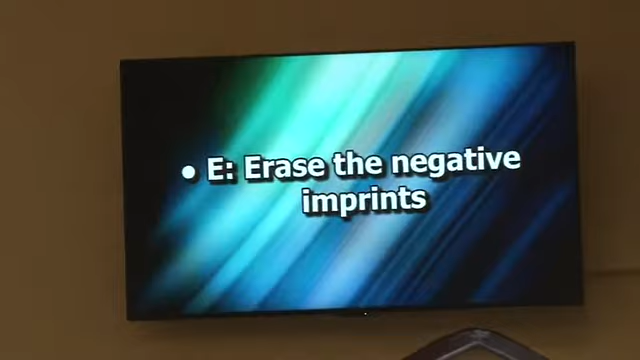 • E: Erase the negative
imprints